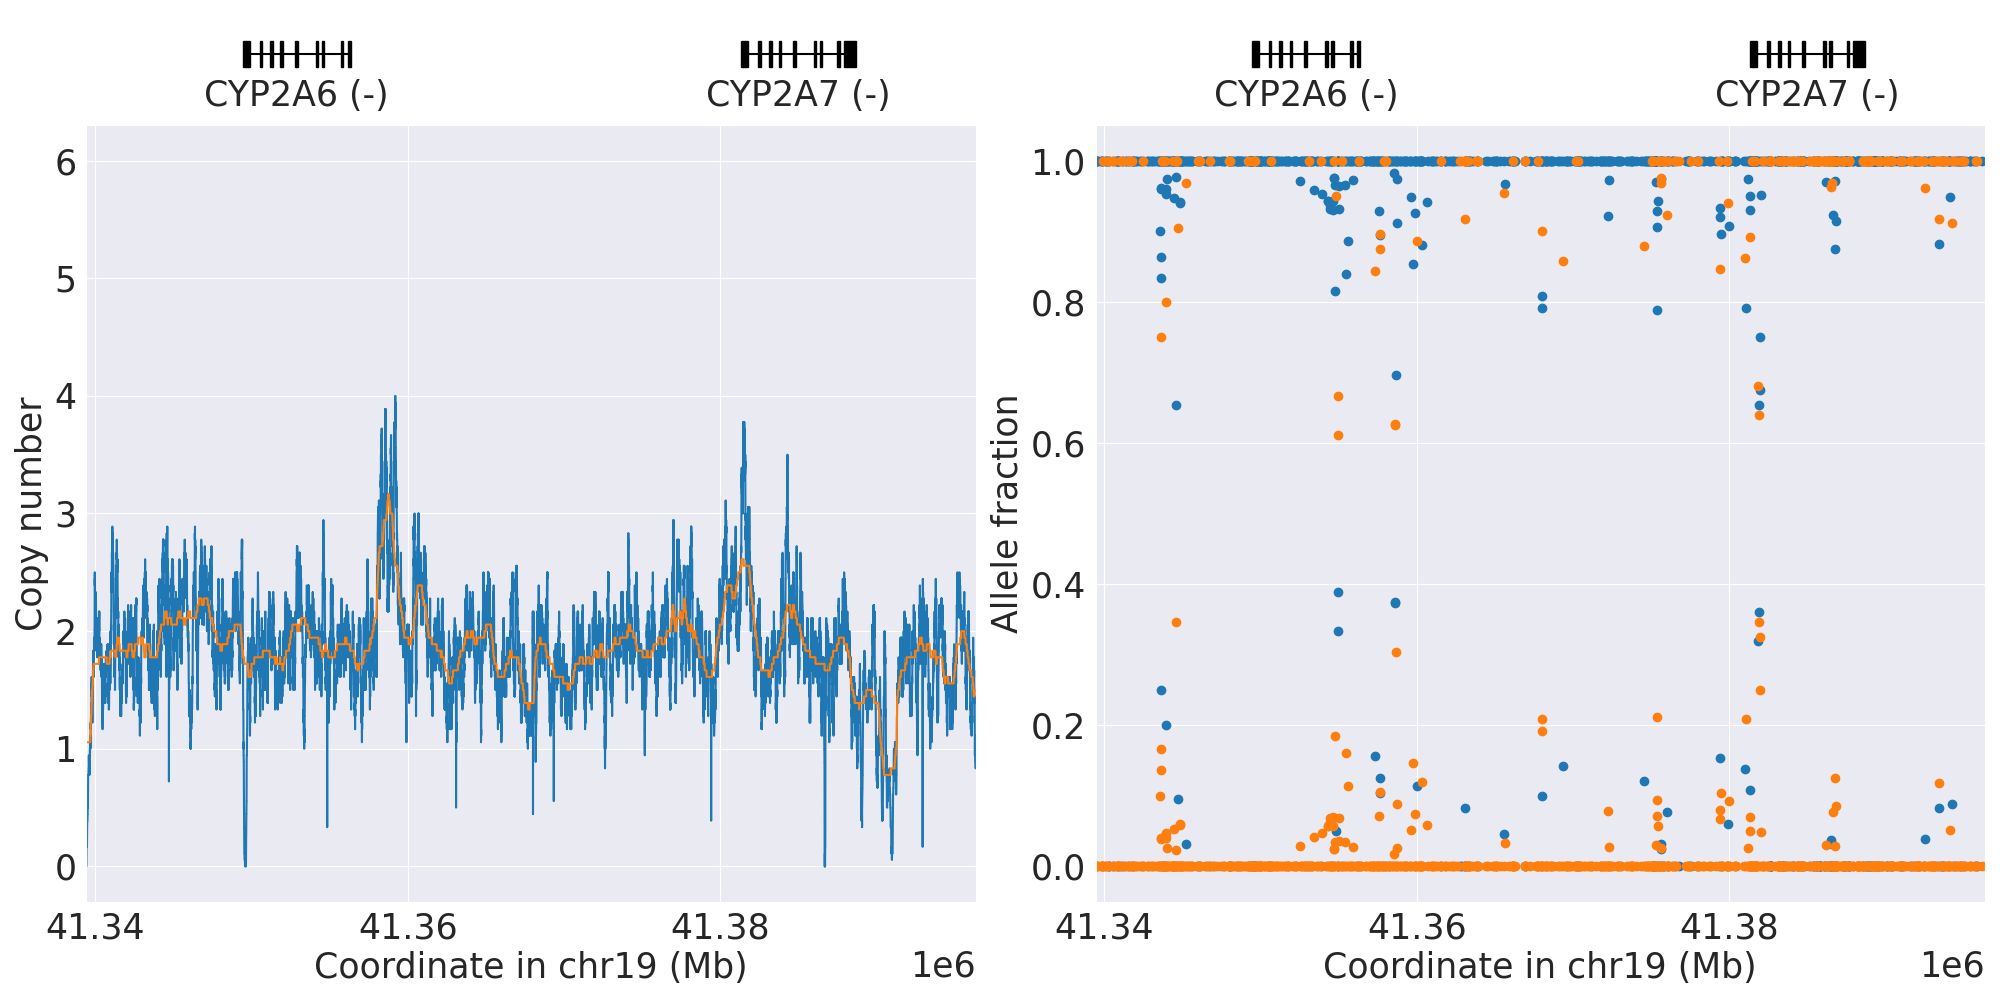 CYP2A6 (-)
CYP2A7 (-)
6
5
4
3
2
1
0
Copy number
41.34
41.36
41.38
Coordinate in chr19 (Mb)
1e6
CYP2A6 (-)
CYP2A7 (-)
1.0
0.8
0.6
0.4
0.2
0.0
Allele fraction
41.34
41.36
41.38
Coordinate in chr19 (Mb)
1e6